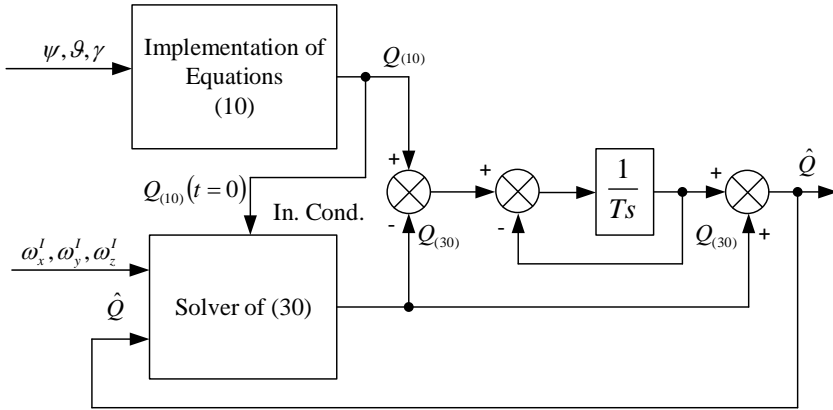 ψ, ϑ, γ
Implementation of
Equations
(10)
Q(10)
Q(10)(t=0)
In. Cond.
+
-
Q(30)
+
-
1
Ts
+
+
Q(30)
Q̂
ωxI, ωyI, ωzI
Q̂
Solver of (30)